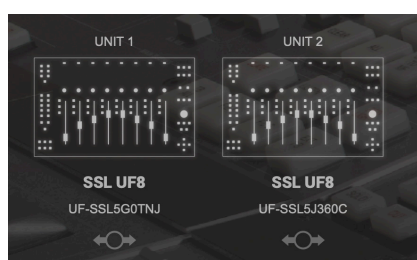 UNIT 1
UNIT 2
SSL UF8
SSL UF8
UF-SSL5G0TNJ
UF-SSL5J360C